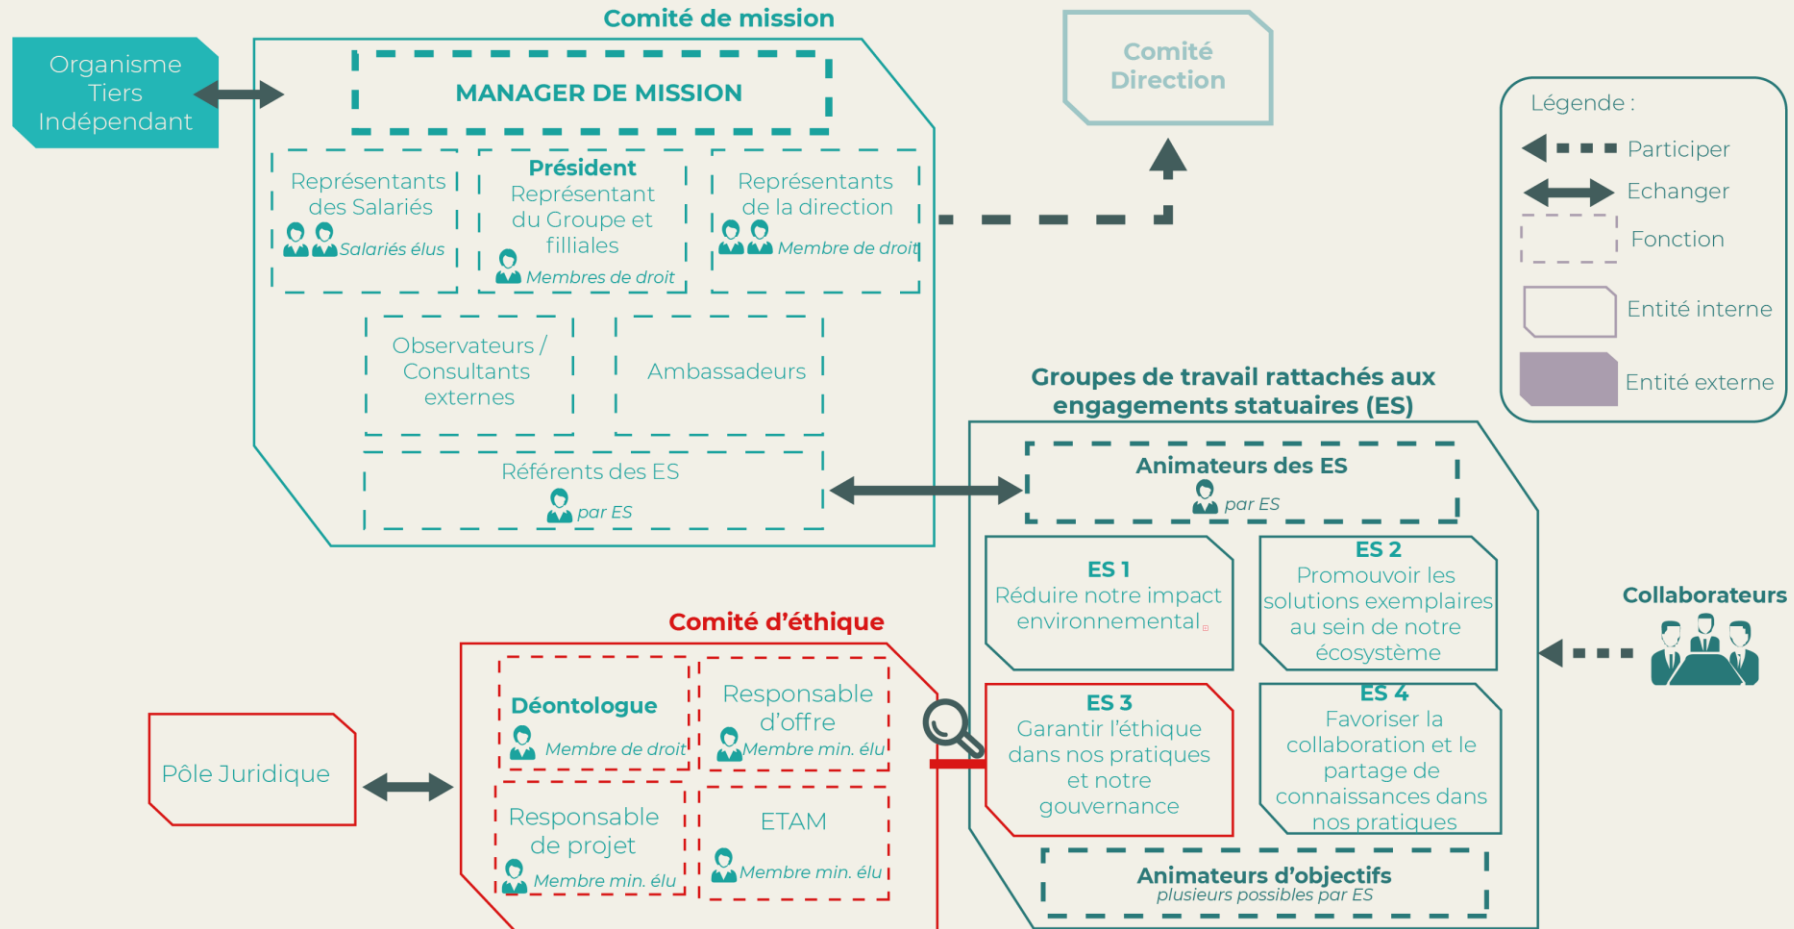 Comité de mission
Organisme
Tiers
Indépendant
MANAGER DE MISSION
Représentants
des Salariés
Salariés élus
Président
Représentant
du Groupe et
filliales
Membres de droit
Représentants
de la direction
Membre de droit
Observateurs /
Consultants
externes
Ambassadeurs
Référents des ES
par ES
Comité
Direction
Légende :
Participer
Echanger
Fonction
Entité interne
Entité externe
Groupes de travail rattachés aux
engagements statuaires (ES)
Animateurs des ES
par ES
ES 1
Réduire notre impact
environnemental
ES 2
Promouvoir les
solutions exemplaires
au sein de notre
écosystème
ES 3
Garantir l’éthique
dans nos pratiques
et notre
gouvernance
ES 4
Favoriser la
collaboration et le
partage de
connaissances dans
nos pratiques
Animateurs d’objectifs
plusieurs possibles par ES
Collaborateurs
Comité d’éthique
Déontologue
Membre de droit
Responsable
d’offre
Membre min. élu
Responsable
de projet
Membre min. élu
ETAM
Membre min. élu
Pôle Juridique